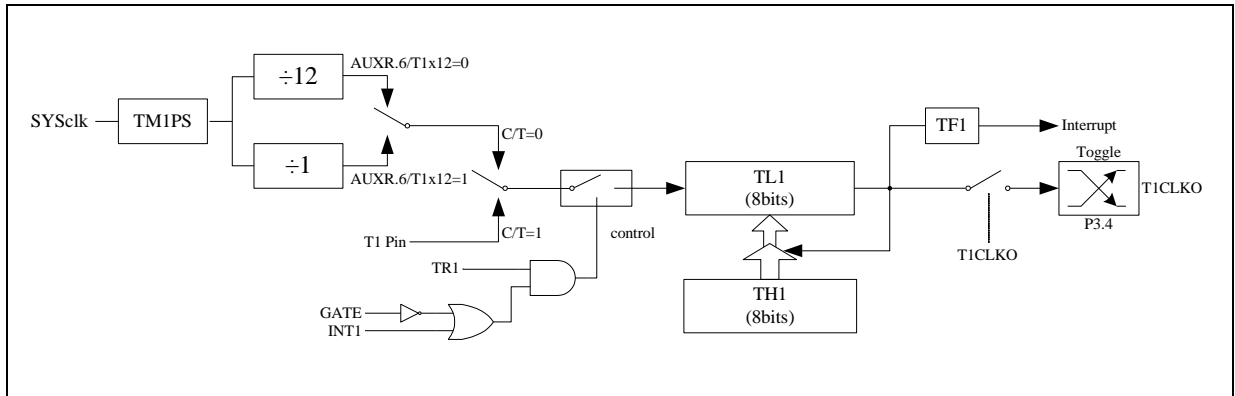 AUXR.6/T1x12=0
÷12
SYSclk
TM1PS
÷1
AUXR.6/T1x12=1
C/T=0
T1 Pin
C/T=1
control
TR1
GATE
INT1
TL1
(8bits)
TH1
(8bits)
TF1
Interrupt
Toggle
T1CLKO
P3.4
T1CLKO